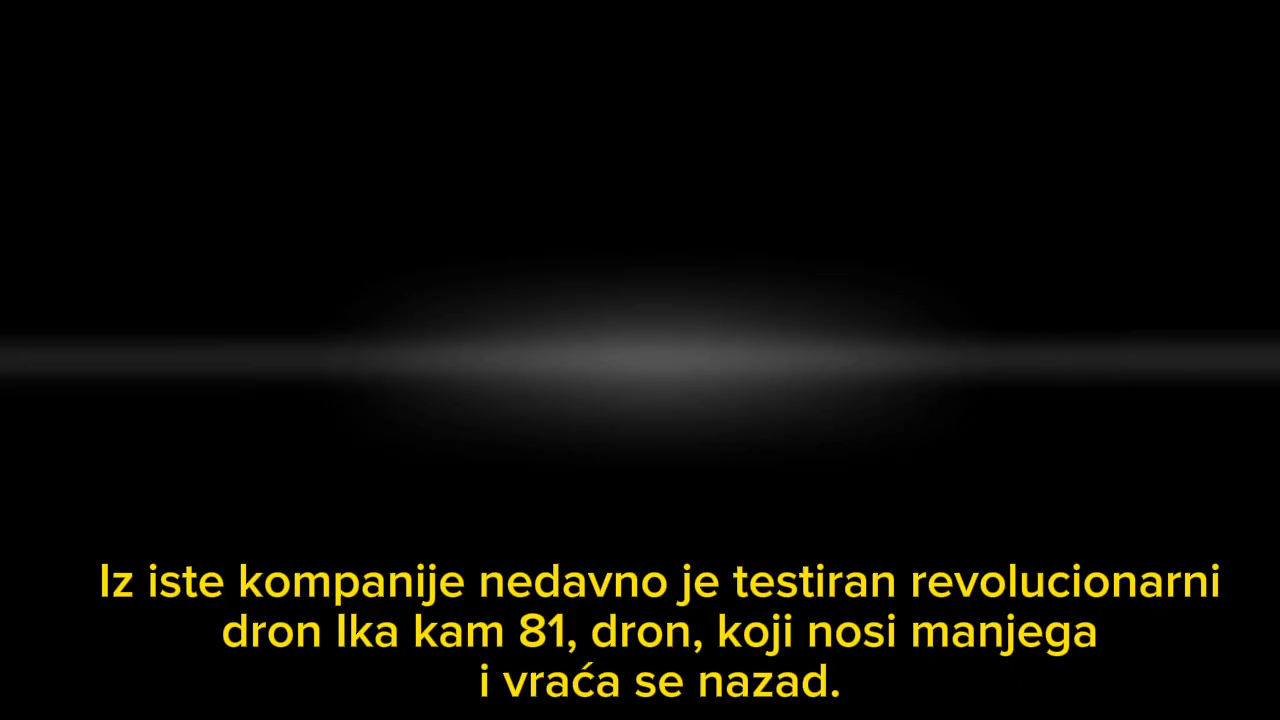 Iz iste kompanije nedavno je testiran revolucionarni
dron Ika kam 81, dron, koji nosi manjega
i vraća se nazad.